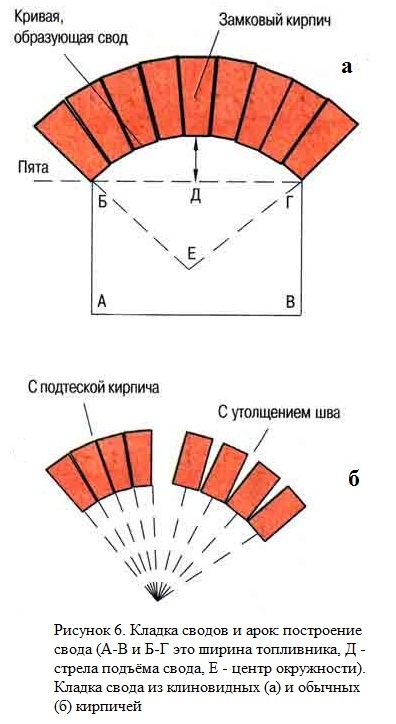 Кривая,
образующая свод
Замковый кирпич
а
Пята
Б
Д
Г
Е
А
В
С подтеской кирпича
С утолщением шва
б
Рисунок 6. Кладка сводов и арок: построение
свода (А-В и Б-Г это ширина топливника, Д -
стрела подъёма свода, Е - центр окружности).
Кладка свода из клиновидных (а) и обычных
(б) кирпичей